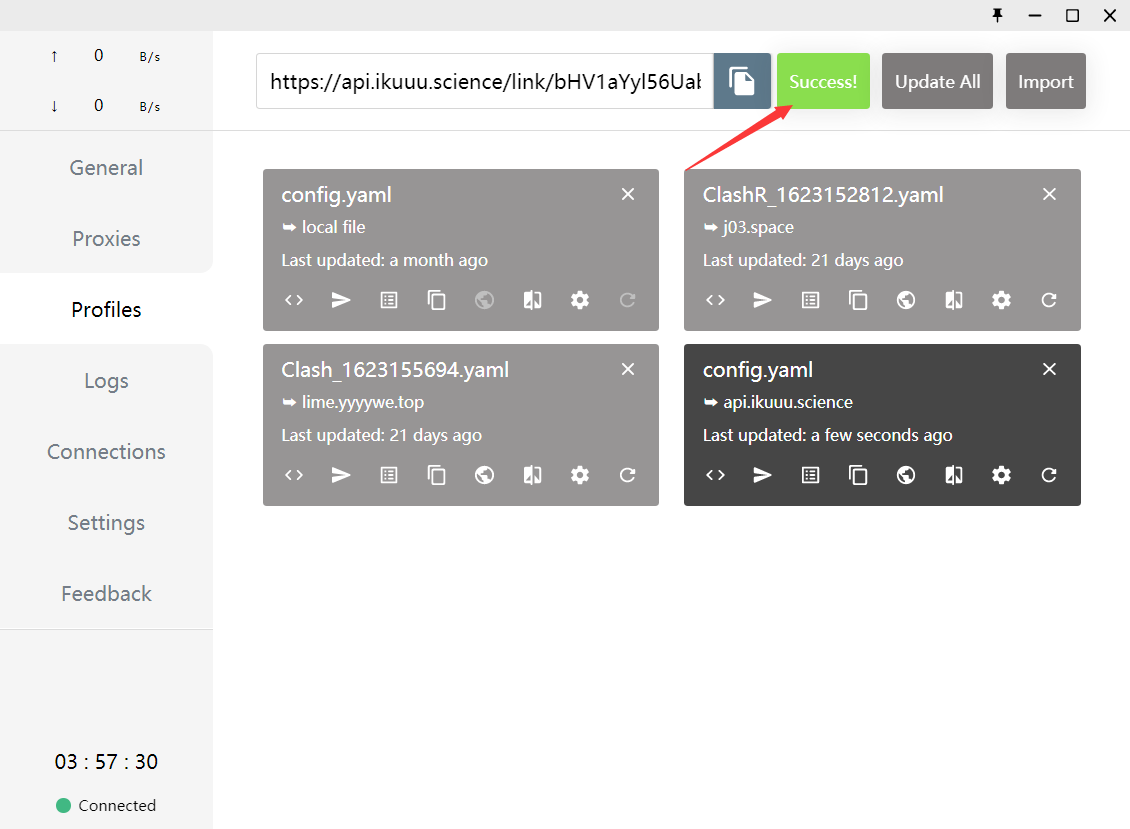 ↑ 0 B/s
↓ 0 B/s
General
Proxies
Profiles
Logs
Connections
Settings
Feedback
03 : 57 : 30
Connected
https://api.ikuuu.science/link/bHV1aYyl56Ual
Success!
Update All
Import
config.yaml
local file
Last updated: a month ago
ClashR_1623152812.yaml
j03.space
Last updated: 21 days ago
Clash_1623155694.yaml
lime.yyyywe.top
Last updated: 21 days ago
config.yaml
api.ikuuu.science
Last updated: a few seconds ago